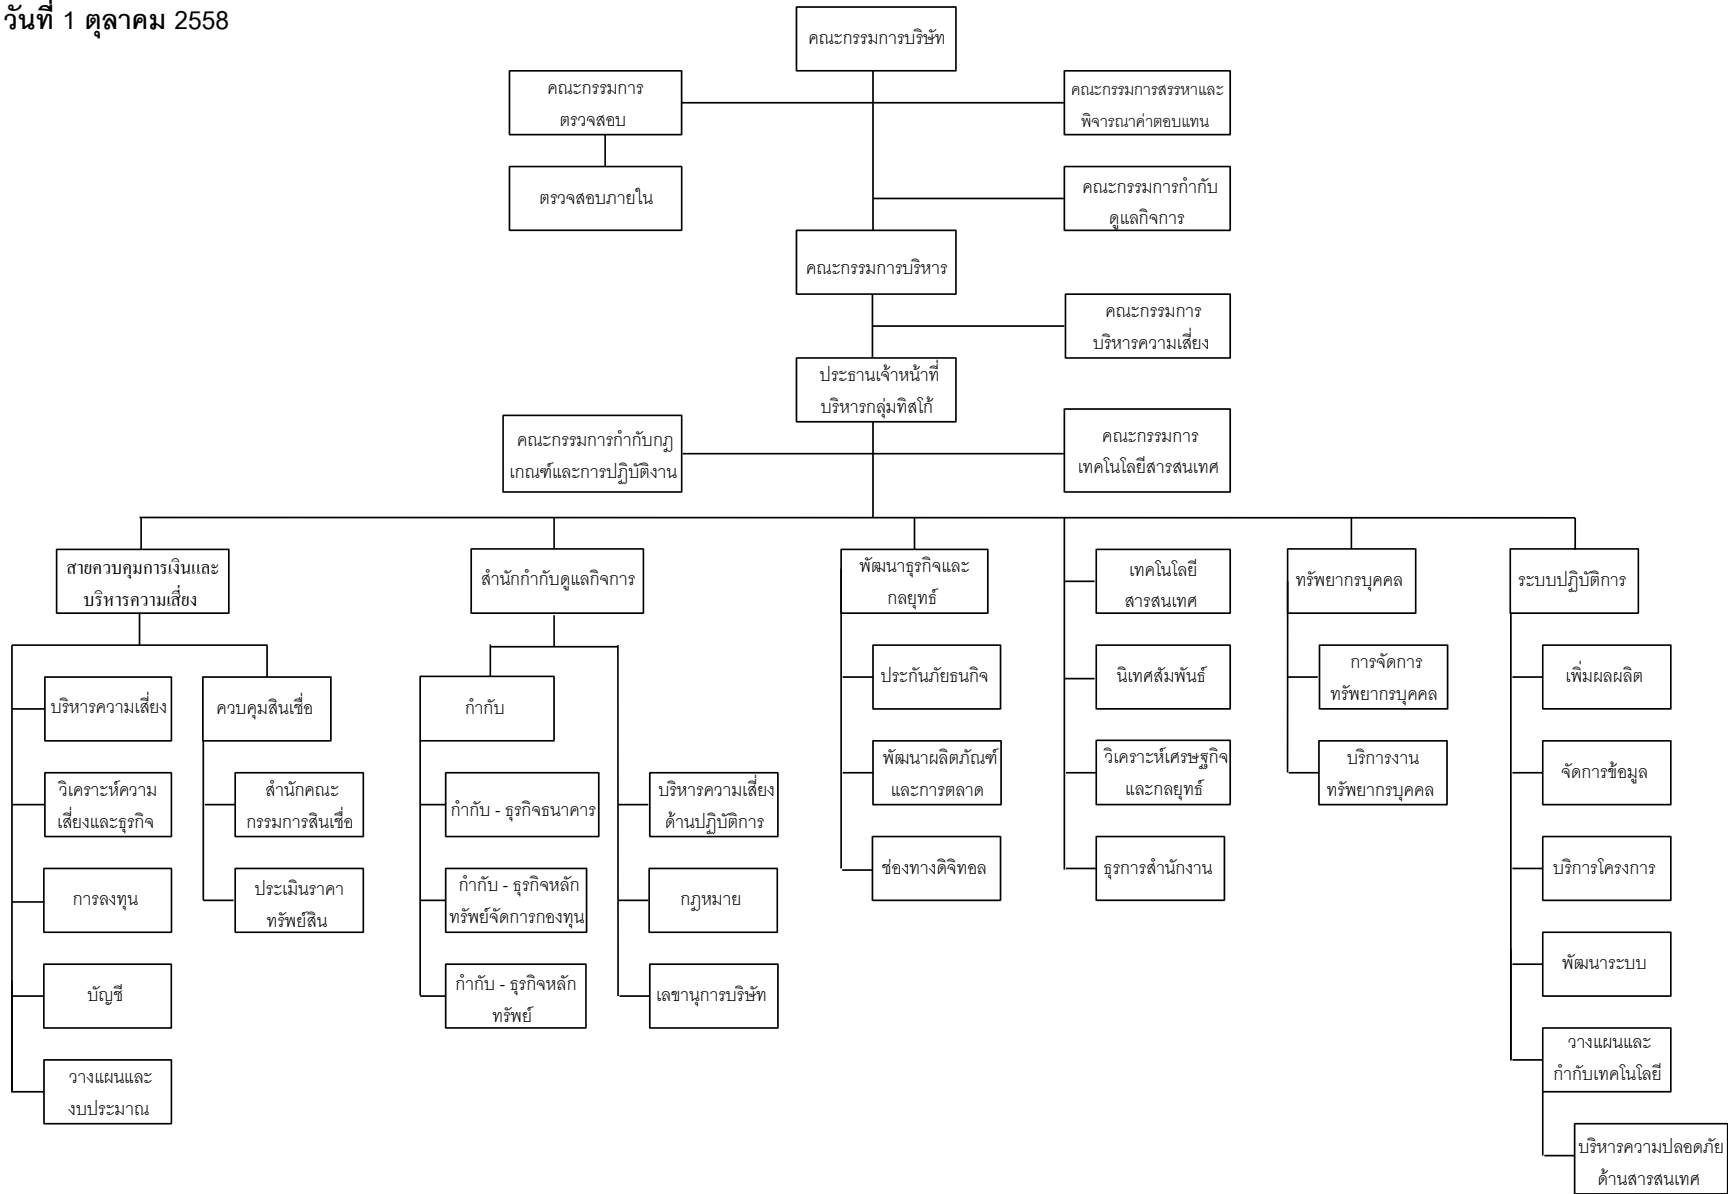 วันที่ 1 ตุลาคม 2558
คณะกรรมการบริษัท
คณะกรรมการ
ตรวจสอบ
คณะกรรมการสรรหาและ
พิจารณาค่าตอบแทน
ตรวจสอบภายใน
คณะกรรมการกำกับ
ดูแลกิจการ
คณะกรรมการบริหาร
คณะกรรมการ
บริหารความเสี่ยง
ประธานเจ้าหน้าที่
บริหารกลุ่มทิสโก้
คณะกรรมการกำกับกฎ
เกณฑ์และการปฏิบัติงาน
คณะกรรมการ
เทคโนโลยีสารสนเทศ
สายควบคุมการเงินและ
บริหารความเสี่ยง
สำนักกำกับดูแลกิจการ
พัฒนาธุรกิจและ
กลยุทธ์
เทคโนโลยี
สารสนเทศ
ทรัพยากรบุคคล
ระบบปฏิบัติการ
บริหารความเสี่ยง
ควบคุมสินเชื่อ
กำกับ
ประกันภัยธนกิจ
นิเทศสัมพันธ์
การจัดการ
ทรัพยากรบุคคล
เพิ่มผลผลิต
วิเคราะห์ความ
เสี่ยงและธุรกิจ
สำนักคณะ
กรรมการสินเชื่อ
กำกับ - ธุรกิจธนาคาร
บริหารความเสี่ยง
ด้านปฏิบัติการ
พัฒนาผลิตภัณฑ์
และการตลาด
วิเคราะห์เศรษฐกิจ
และกลยุทธ์
บริการงาน
ทรัพยากรบุคคล
จัดการข้อมูล
การลงทุน
ประเมินราคา
ทรัพย์สิน
กำกับ - ธุรกิจหลัก
ทรัพย์จัดการกองทุน
กฎหมาย
ช่องทางดิจิทอล
ธุรการสำนักงาน
บริการโครงการ
บัญชี
กำกับ - ธุรกิจหลัก
ทรัพย์
เลขานุการบริษัท
พัฒนาระบบ
วางแผนและ
งบประมาณ
วางแผนและ
กำกับเทคโนโลยี
บริหารความปลอดภัย
ด้านสารสนเทศ